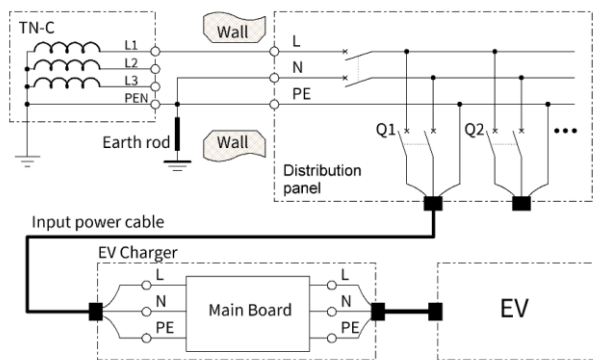 TN-C
L1
L2
L3
PEN
Wall
Wall
Earth rod
L
N
PE
Q1
Q2
•••
Distribution
panel
Input power cable
EV Charger
L
N
PE
Main Board
L
N
PE
EV